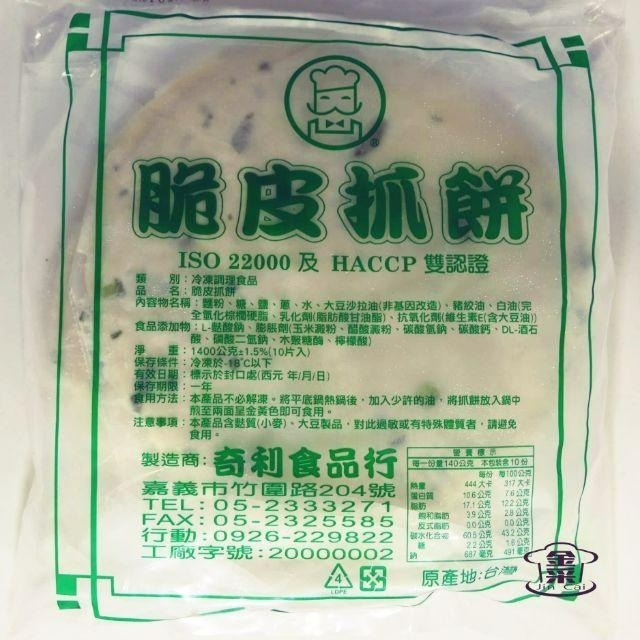 ®
脆皮抓餅
ISO 22000 及 HACCP 雙認證
類 別：冷凍調理食品
品 名：脆皮抓餅
內容物名稱：麵粉、糖、鹽、蔥、水、大豆沙拉油(非基因改造)、豬絞油、白油(完
全氫化棕櫚硬脂、乳化劑(脂肪酸甘油酯)、抗氧化劑(維生素E(含大豆油))
食品添加物：L-麩酸鈉、膨脹劑(玉米澱粉、醋酸澱粉、碳酸氫鈉、碳酸鈣、DL-酒石
酸、磷酸二氫鈉、木聚糖酶、檸檬酸)
淨 重：1400公克±1.5%(10片入)
保存條件：冷凍於-18℃以下
有效日期：標示於封口處(西元 年/月/日)
保存期限：一年
食用方法：本產品不必解凍。將平底鍋熱鍋後，加入少許的油，將抓餅放入鍋中
煎至兩面呈金黃色即可食用。
注意事項：本產品含麩質(小麥)、大豆製品，對此過敏或有特殊體質者，請避免
食用。
製造商：奇利食品行
嘉義市竹圍路204號
TEL：05-2333271
FAX：05-2325585
行動：0926-229822
工廠字號：20000002
營養標示
每一份量140公克 本包裝含10份
每份 每100公克
熱量 444大卡 317大卡
蛋白質 10.6公克 7.6公克
脂肪 17.1公克 12.2公克
飽和脂肪 3.9公克 2.8公克
反式脂肪 0.0公克 0.0公克
碳水化合物 60.5公克 43.2公克
糖 2.2公克 1.6公克
鈉 687毫克 491毫克
4
LDPE
原產地：台灣
金采
Jin Cai